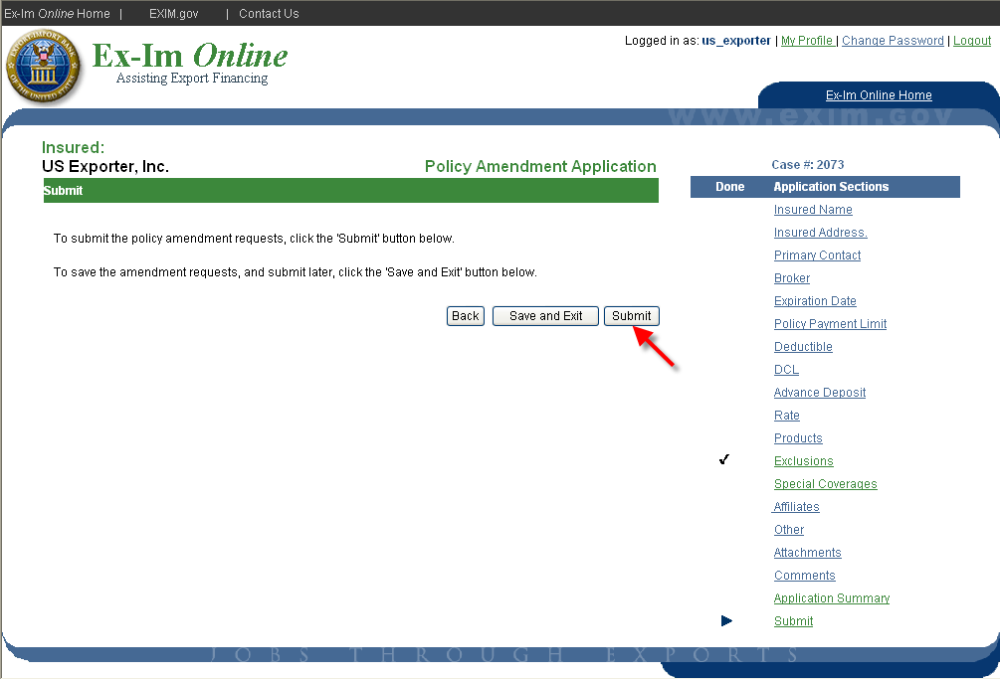 Ex-Im Online Home | EXIM.gov | Contact Us
Logged in as: us_exporter | My Profile | Change Password | Logout
EXPORT-IMPORT BANK
OF THE UNITED STATES
Ex-Im Online
Assisting Export Financing
Ex-Im Online Home
www.exim.gov
Insured:
US Exporter, Inc.
Policy Amendment Application
Submit
To submit the policy amendment requests, click the 'Submit' button below.
To save the amendment requests, and submit later, click the 'Save and Exit' button below.
Back Save and Exit Submit
Case #: 2073
Done Application Sections
Insured Name
Insured Address.
Primary Contact
Broker
Expiration Date
Policy Payment Limit
Deductible
DCL
Advance Deposit
Rate
Products
Exclusions
Special Coverages
Affiliates
Other
Attachments
Comments
Application Summary
Submit
JOBS THROUGH EXPORTS